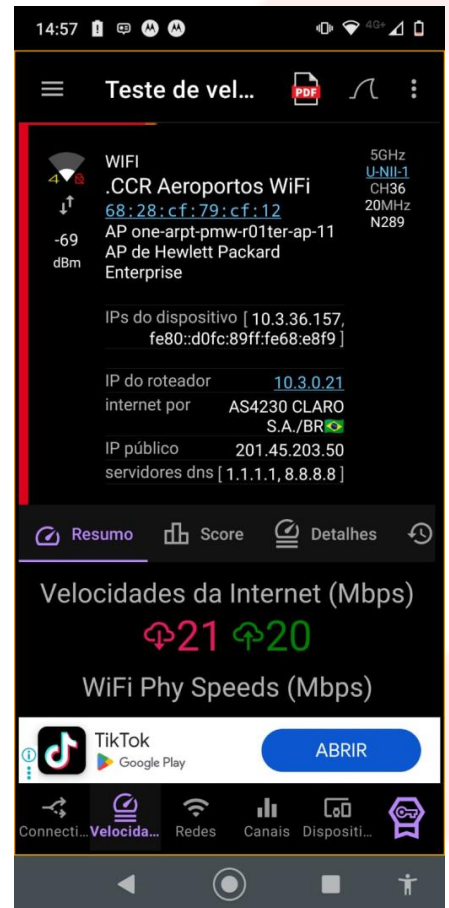 14:57
4G+
Teste de vel...
PDF
WIFI
.CCR Aeroportos WiFi
68:28:cf:79:cf:12
AP one-arpt-pmw-r01ter-ap-11
AP de Hewlett Packard
Enterprise
5GHz
U-NII-1
CH36
20MHz
N289
4
6
-69
dBm
IPs do dispositivo [ 10.3.36.157,
fe80::d0fc:89ff:fe68:e8f9 ]
IP do roteador 10.3.0.21
internet por AS4230 CLARO
S.A./BR
IP público 201.45.203.50
servidores dns [ 1.1.1.1, 8.8.8.8 ]
Resumo Score Detalhes
Velocidades da Internet (Mbps)
21 20
WiFi Phy Speeds (Mbps)
TikTok
Google Play
ABRIR
Connecti... Velocida... Redes Canais Dispositi...